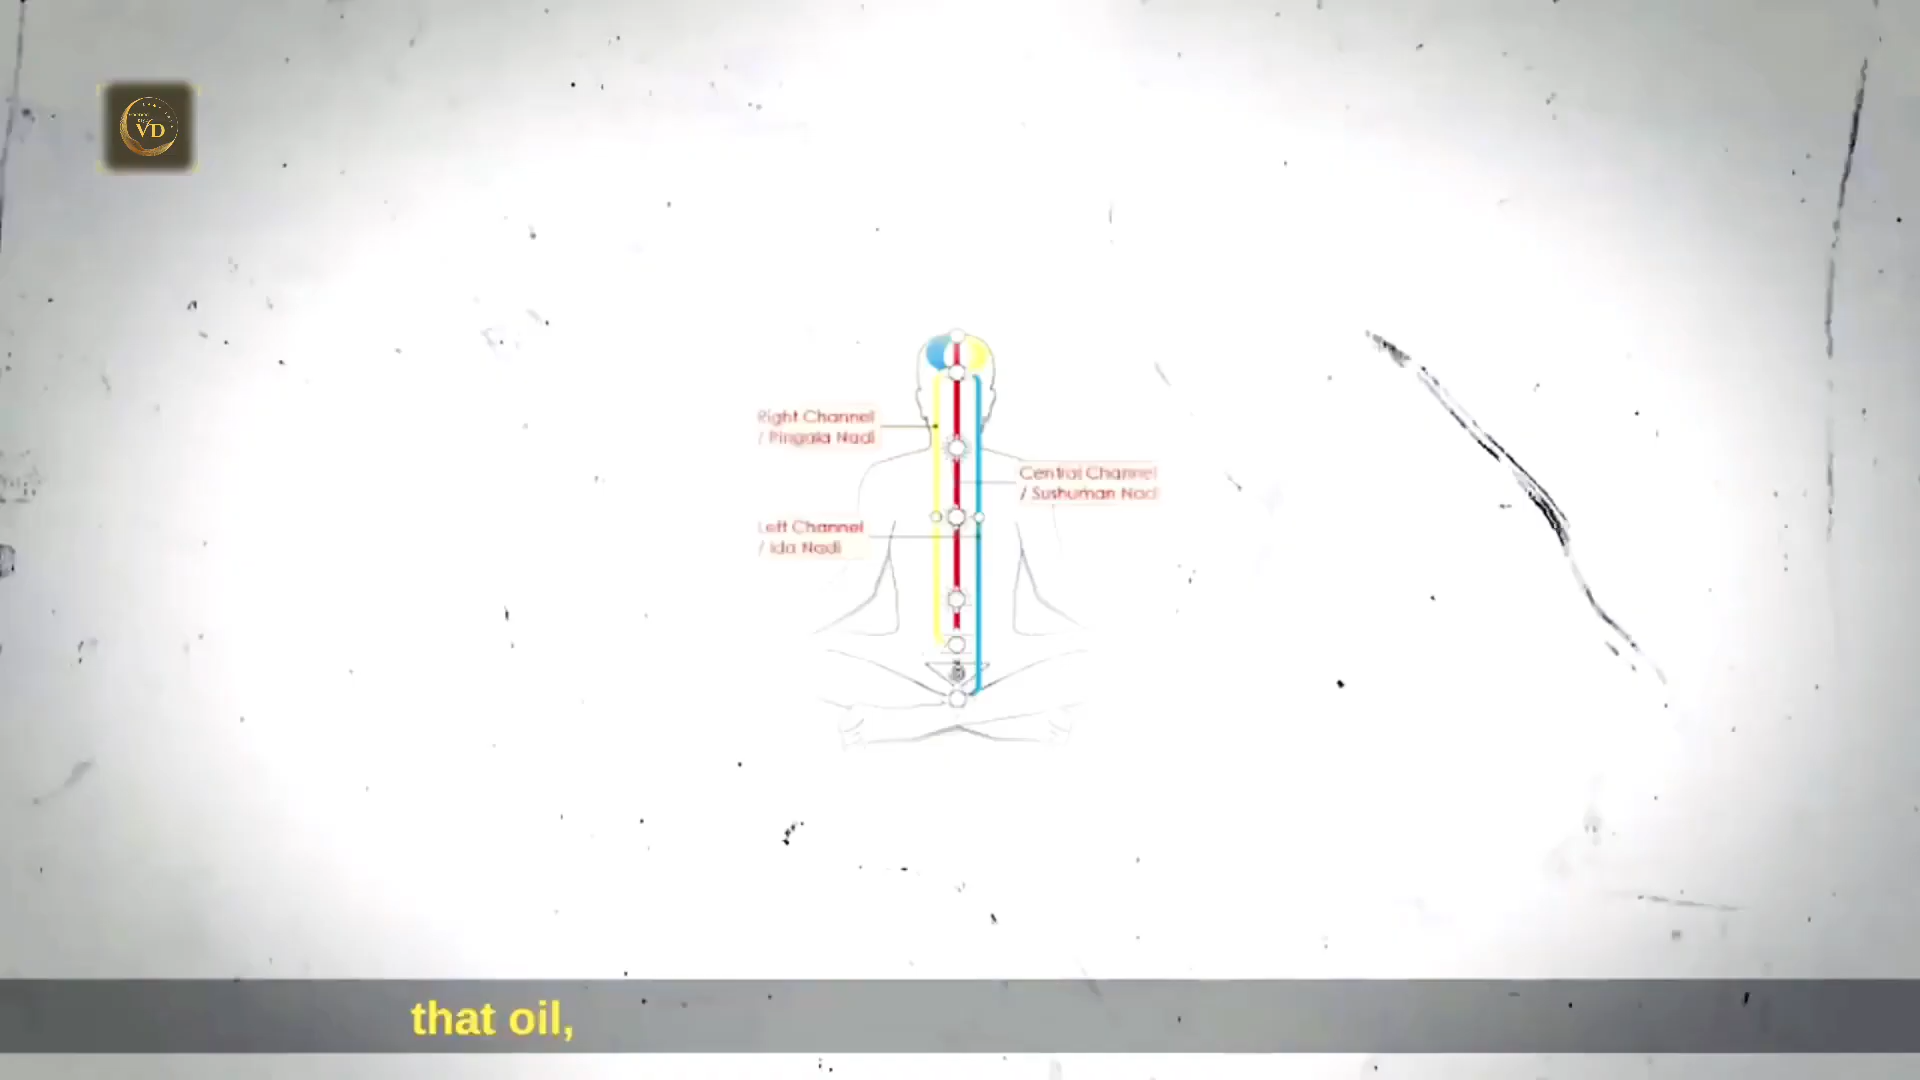 VD
Right Channel
/ Pingala Nadi
Central Channel
/ Sushuman Nadi
Left Channel
/ Ida Nadi
that oil,